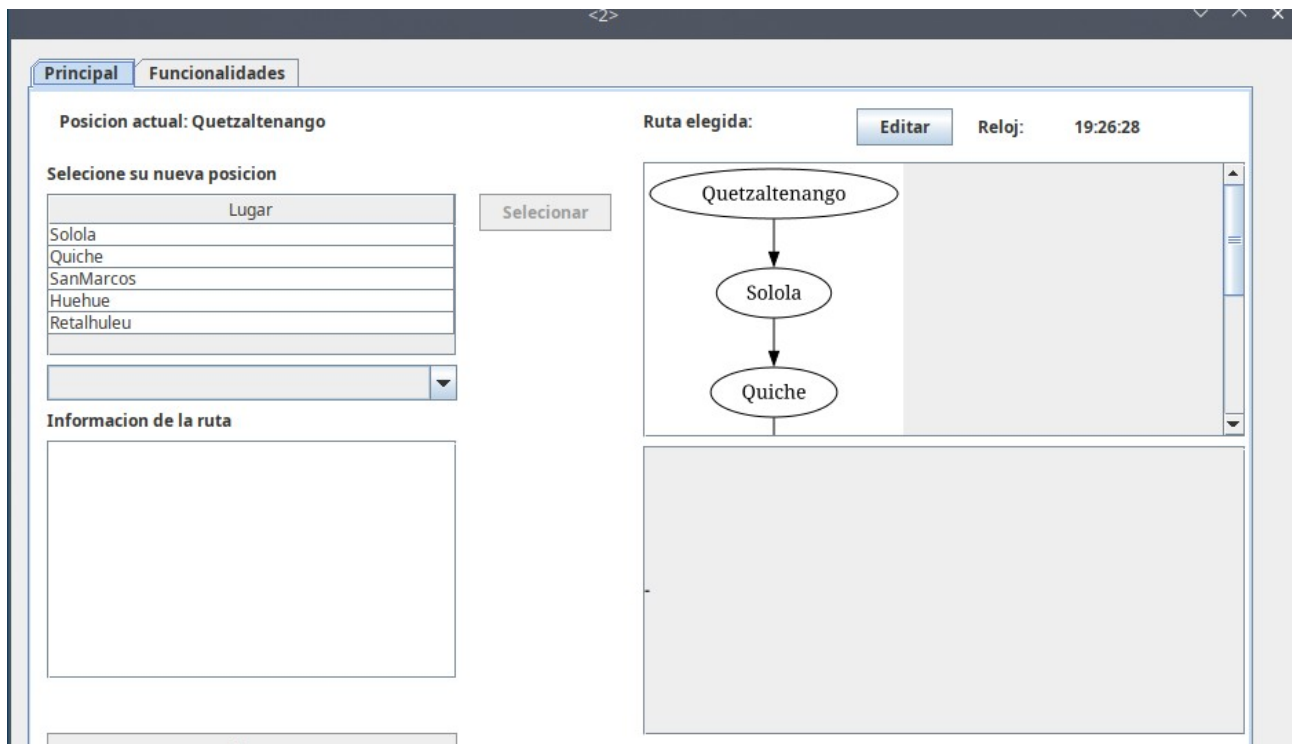 <2>
Principal
Funcionalidades
Posicion actual: Quetzaltenango
Selecione su nueva posicion
Lugar
Solola
Quiche
SanMarcos
Huehue
Retalhuleu
Selecionar
Informacion de la ruta
Ruta elegida:
Editar
Reloj:
19:26:28
Quetzaltenango
Solola
Quiche
-